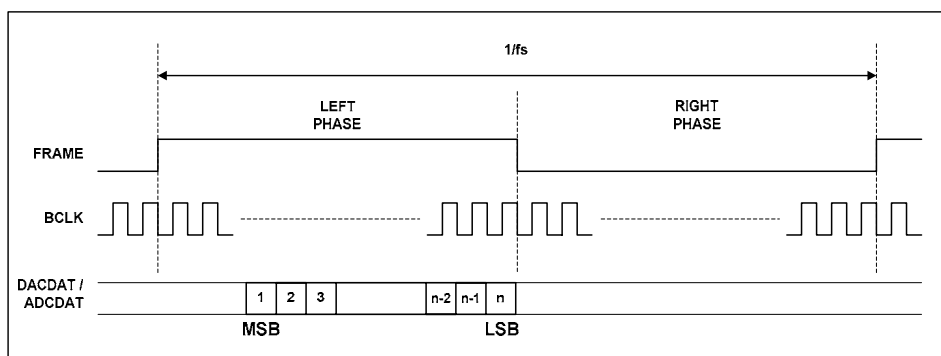 1/fs
LEFT
PHASE
RIGHT
PHASE
FRAME
BCLK
DACDAT /
ADCDAT
1 2 3 n-2 n-1 n
MSB LSB